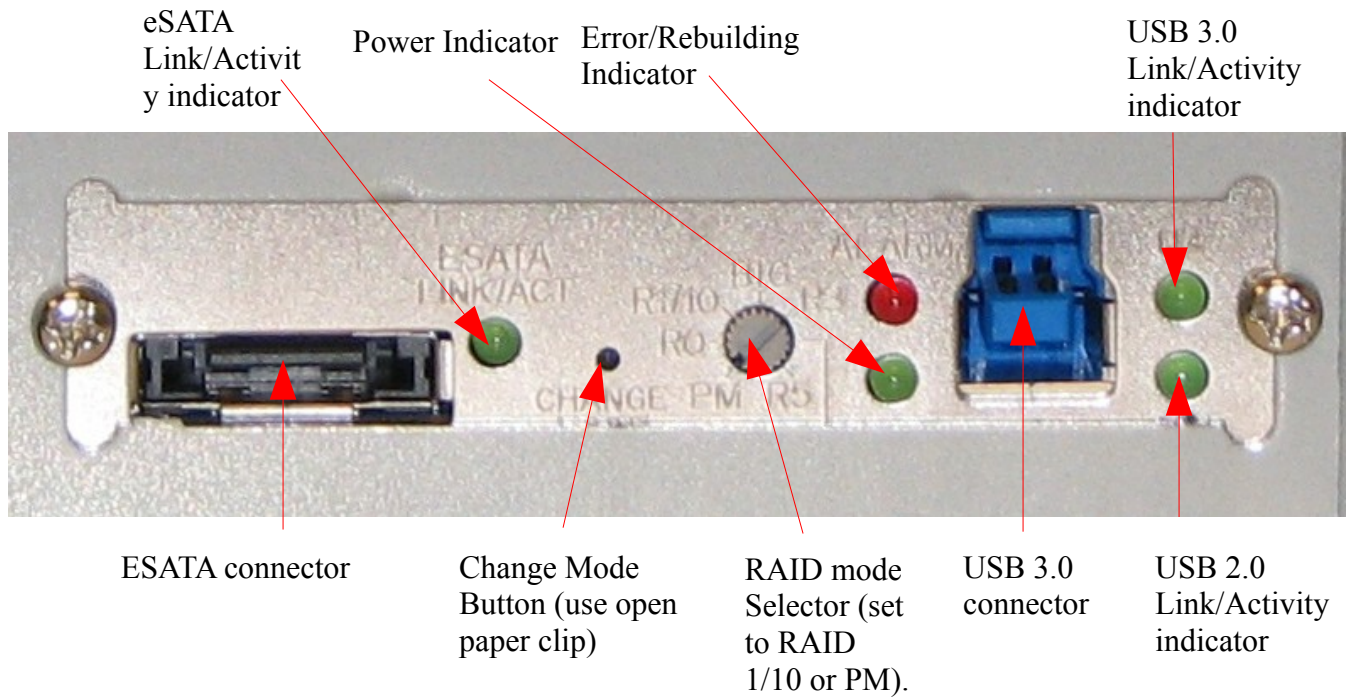 eSATA
Link/Activit
y indicator
Power Indicator
Error/Rebuilding
Indicator
USB 3.0
Link/Activity
indicator
ESATA
LINK/ACT
R1/10
BIG
R3
R0
CHANGE
PM
R5
ALARM
ESATA connector
Change Mode
Button (use open
paper clip)
RAID mode
Selector (set
to RAID
1/10 or PM).
USB 3.0
connector
USB 2.0
Link/Activity
indicator